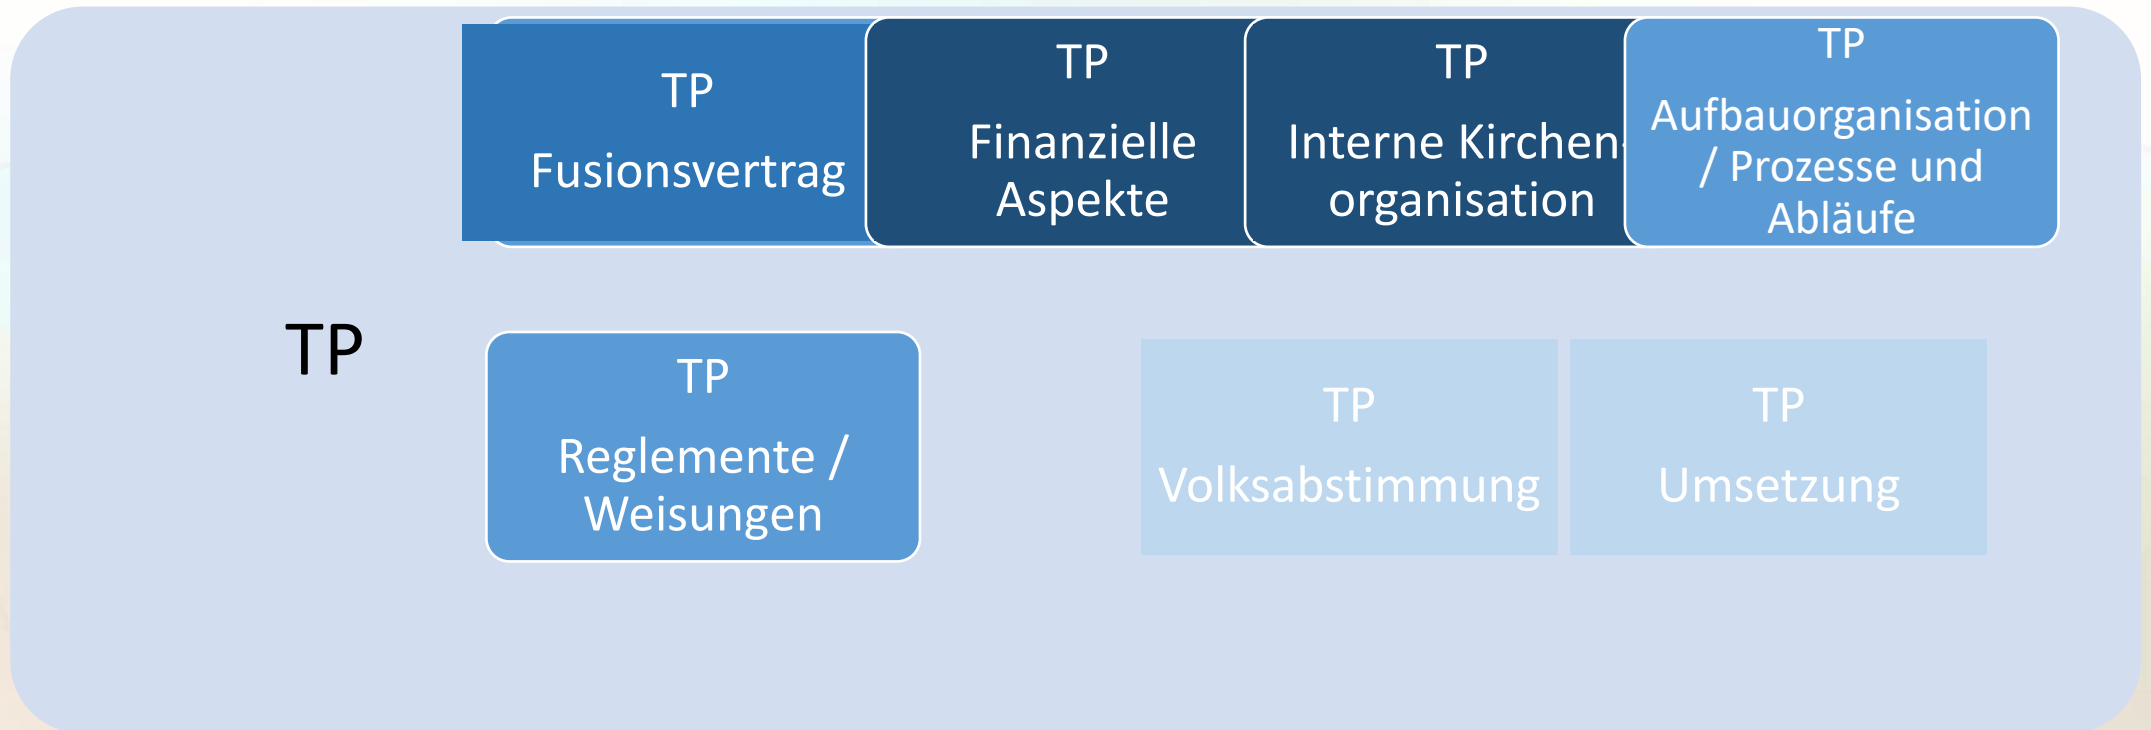 TP
Fusionsvertrag
TP
Finanzielle
Aspekte
TP
Interne Kirchen-
organisation
TP
Aufbauorganisation
/ Prozesse und
Abläufe
TP
TP
Reglemente /
Weisungen
TP
Volksabstimmung
TP
Umsetzung